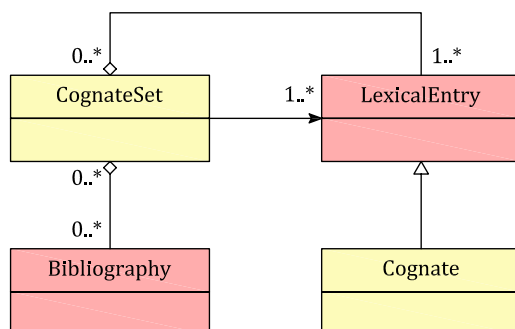 0..*
1..*
CognateSet
1..*
LexicalEntry
0..*
0..*
Bibliography
Cognate